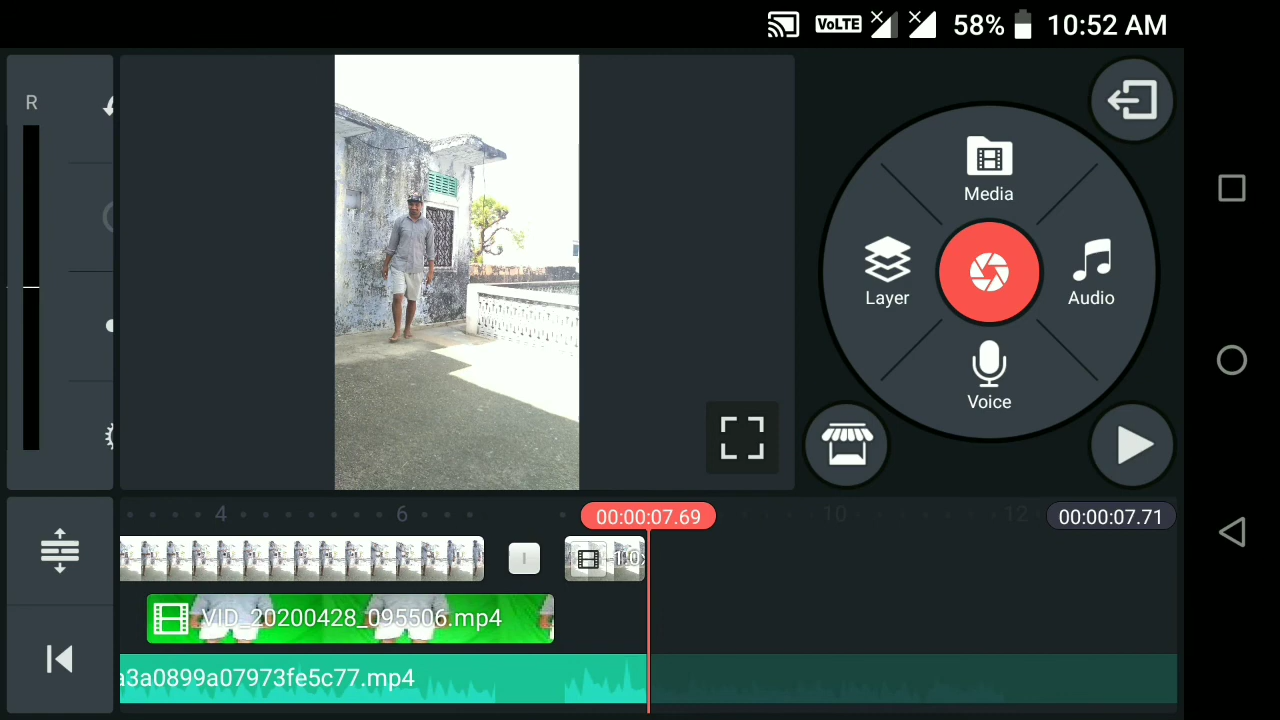 VoLTE 58% 10:52 AM
R
Media
Layer
Audio
Voice
4 6 10 12
00:00:07.69
00:00:07.71
VID_20200428_095506.mp4
a3a0899a07973fe5c77.mp4